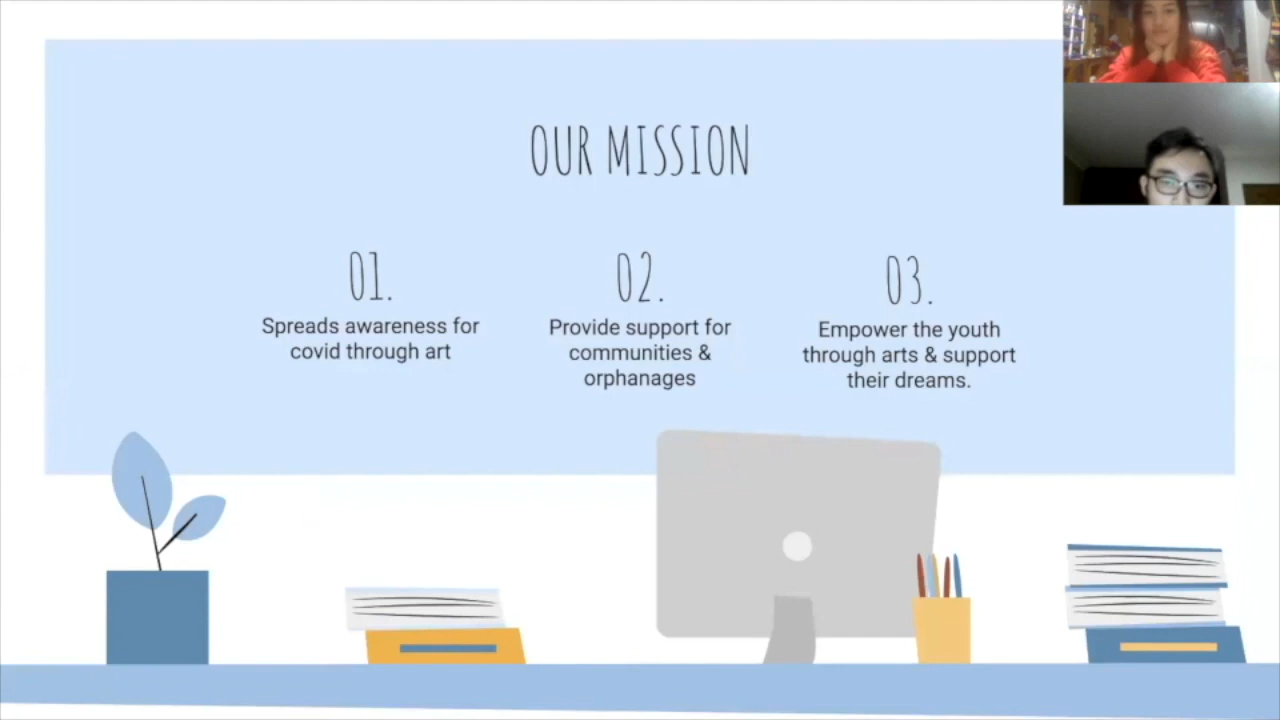 OUR MISSION
01.
Spreads awareness for
covid through art
02.
Provide support for
communities &
orphanages
03.
Empower the youth
through arts & support
their dreams.